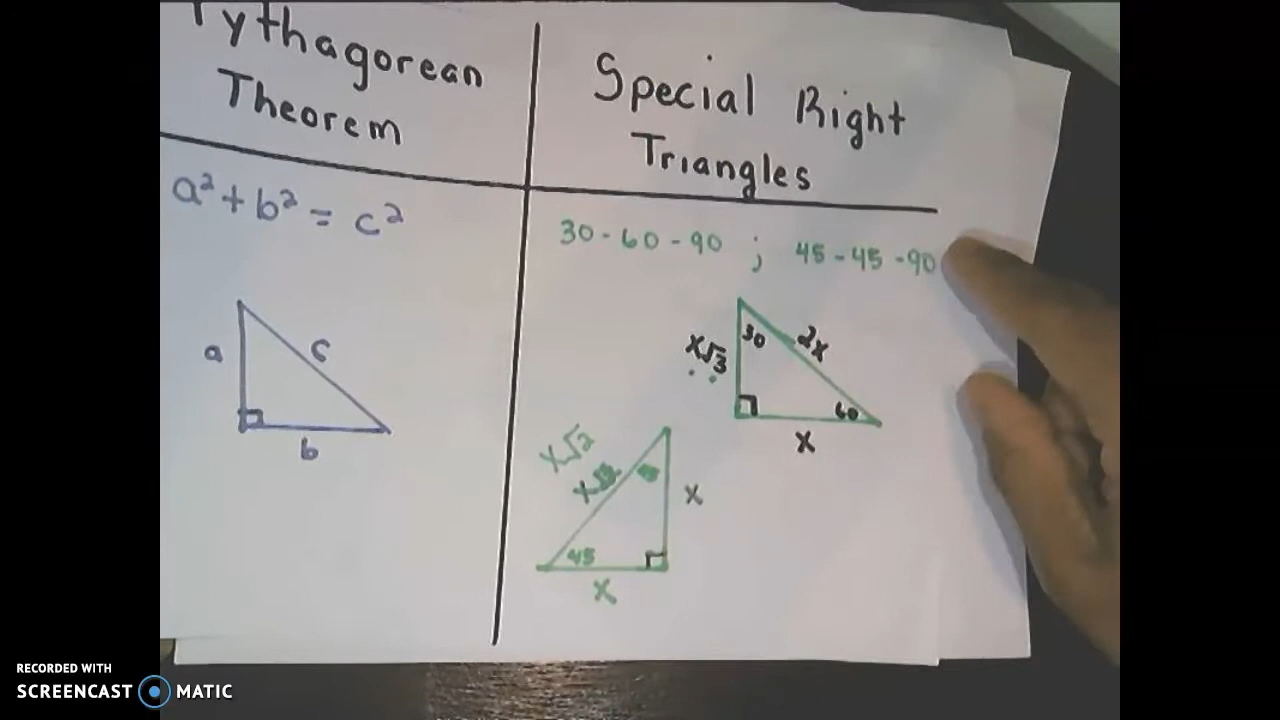 Pythagorean
Theorem
a² + b² = c²
a
c
b
Special Right
Triangles
30 - 60 - 90 ; 45 - 45 - 90
30
2x
x√3
60
x
x√2
x
45
x
RECORDED WITH
SCREENCAST MATIC